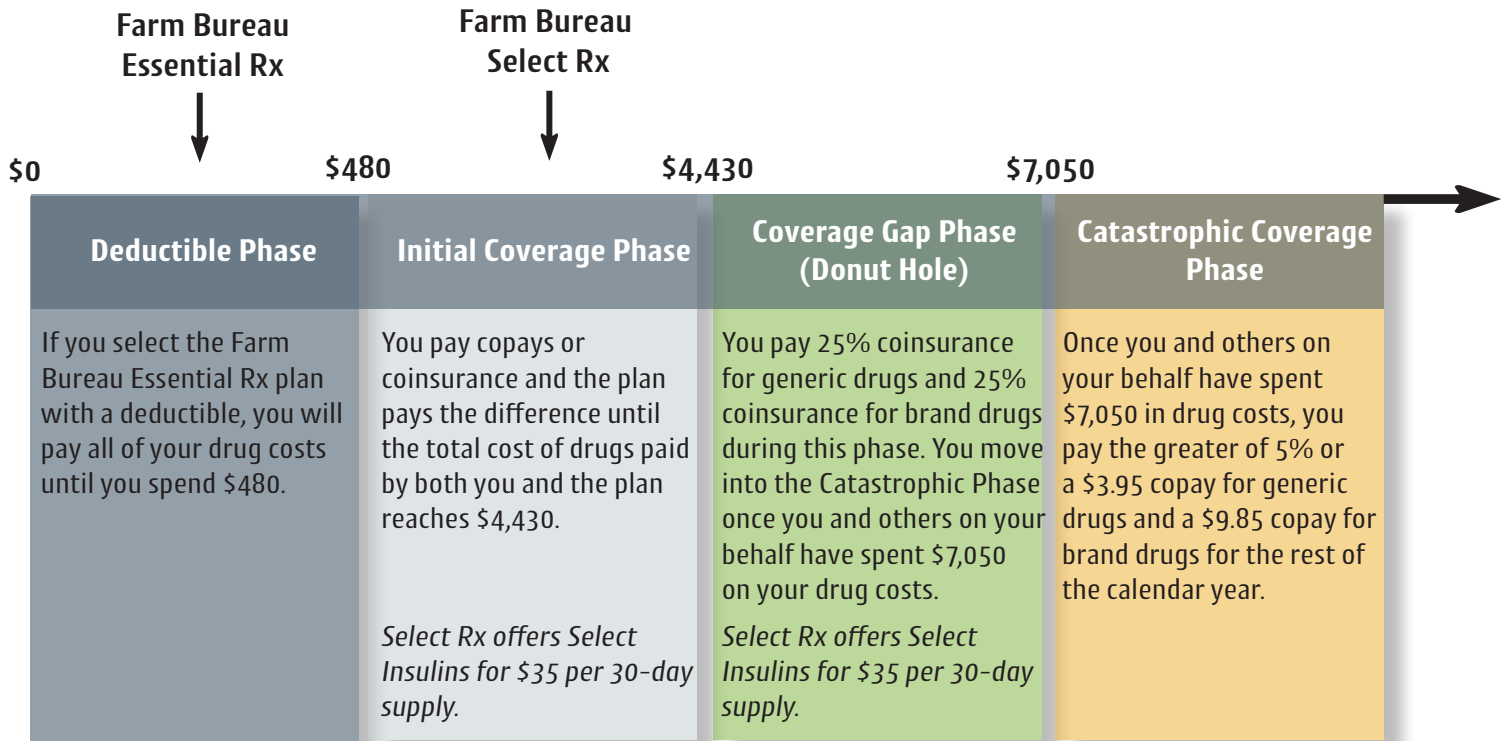 Farm Bureau
Essential Rx
Farm Bureau
Select Rx
$0
$480
$4,430
$7,050
Deductible Phase
If you select the Farm
Bureau Essential Rx plan
with a deductible, you will
pay all of your drug costs
until you spend $480.
Initial Coverage Phase
You pay copays or
coinsurance and the plan
pays the difference until
the total cost of drugs paid
by both you and the plan
reaches $4,430.
Select Rx offers Select
Insulins for $35 per 30-day
supply.
Coverage Gap Phase
(Donut Hole)
You pay 25% coinsurance
for generic drugs and 25%
coinsurance for brand drugs
during this phase. You move
into the Catastrophic Phase
once you and others on your
behalf have spent $7,050
on your drug costs.
Select Rx offers Select
Insulins for $35 per 30-day
supply.
Catastrophic Coverage
Phase
Once you and others on
your behalf have spent
$7,050 in drug costs, you
pay the greater of 5% or
a $3.95 copay for generic
drugs and a $9.85 copay for
brand drugs for the rest of
the calendar year.